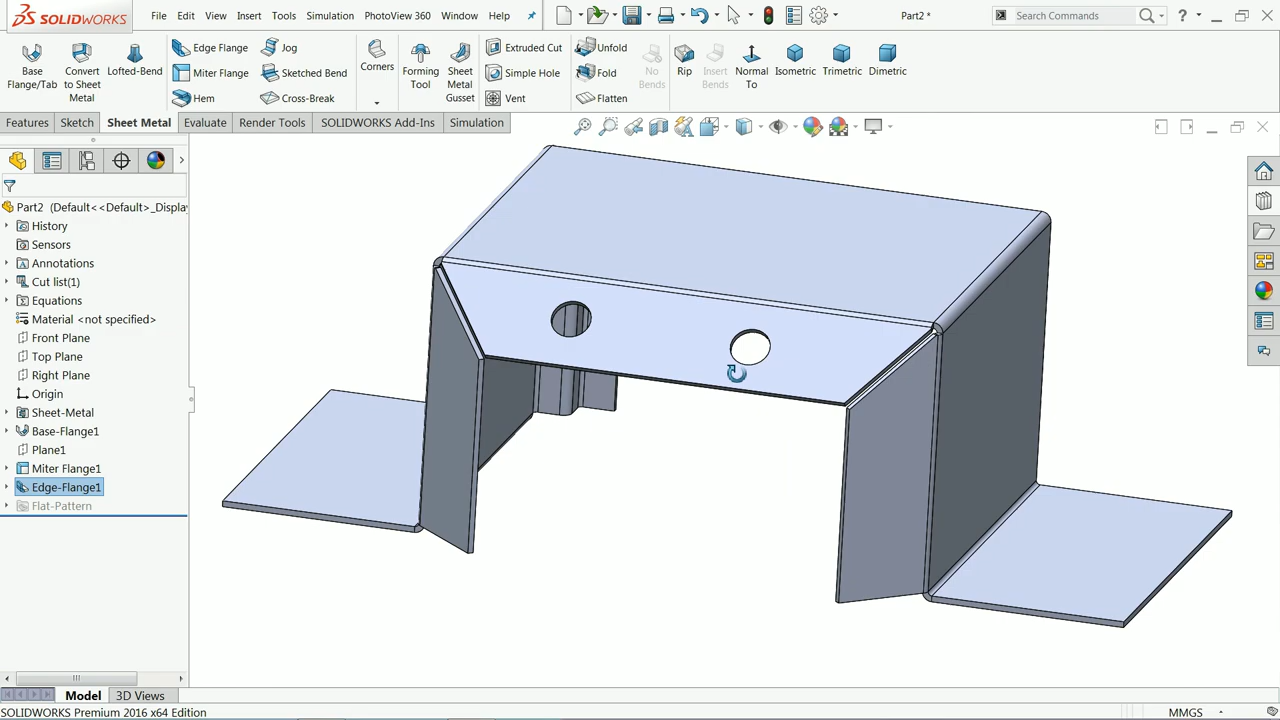 SOLIDWORKS
File Edit View Insert Tools Simulation PhotoView 360 Window Help
Part2 *
Search Commands
Base Flange/Tab
Convert to Sheet Metal
Lofted-Bend
Edge Flange
Miter Flange
Hem
Jog
Sketched Bend
Cross-Break
Corners
Forming Tool
Sheet Metal Gusset
Extruded Cut
Simple Hole
Vent
Unfold
Fold
Flatten
No Bends
Rip
Insert Bends
Normal To
Isometric
Trimetric
Dimetric
Features Sketch Sheet Metal Evaluate Render Tools SOLIDWORKS Add-Ins Simulation
Part2 (Default<<Default>_Display
History
Sensors
Annotations
Cut list(1)
Equations
Material <not specified>
Front Plane
Top Plane
Right Plane
Origin
Sheet-Metal
Base-Flange1
Plane1
Miter Flange1
Edge-Flange1
Flat-Pattern
Model 3D Views
SOLIDWORKS Premium 2016 x64 Edition
MMGS